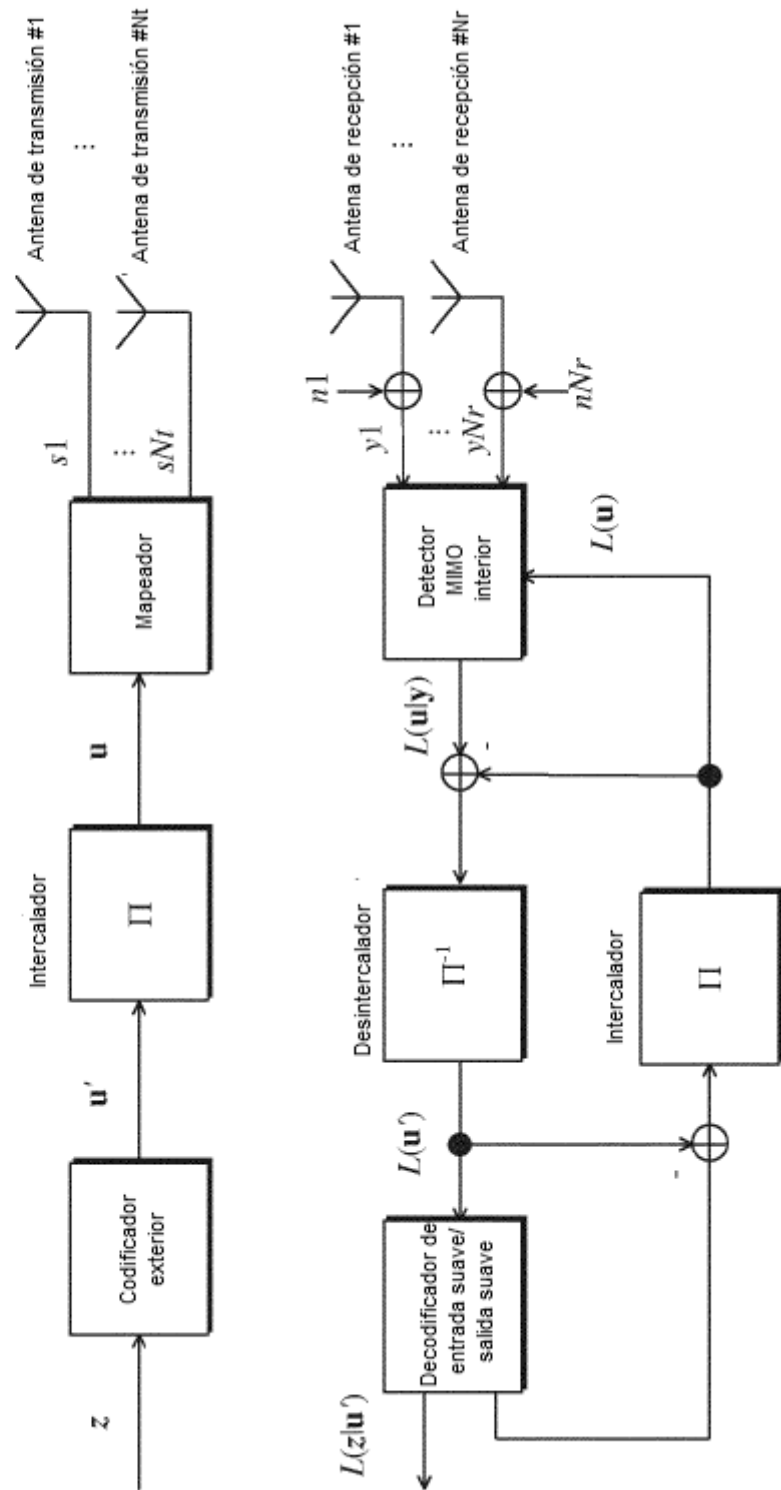 z
Codificador
exterior
u'
Intercalador
Π
u
Mapeador
s1
⋮
sNt
Antena de transmisión #1
⋮
Antena de transmisión #Nt
L(z|u')
Decodificador de
entrada suave/
salida suave
L(u')
-
Desintercalador
Π-1
Intercalador
Π
L(u|y)
-
L(u)
Detector
MIMO
interior
y1
⋮
yNr
n1
nNr
Antena de recepción #1
⋮
Antena de recepción #Nr